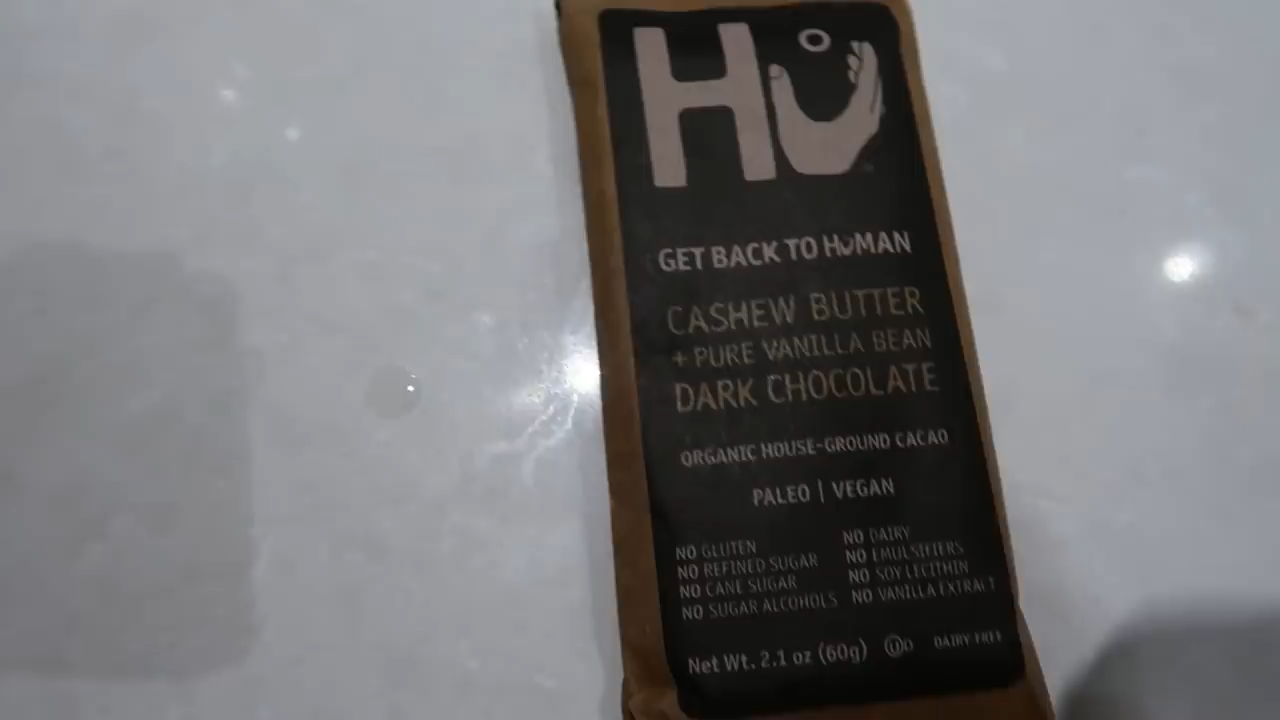 Hu
GET BACK TO HUMAN
CASHEW BUTTER
+ PURE VANILLA BEAN
DARK CHOCOLATE
ORGANIC HOUSE-GROUND CACAO
PALEO | VEGAN
NO GLUTEN
NO REFINED SUGAR
NO CANE SUGAR
NO SUGAR ALCOHOLS
NO DAIRY
NO EMULSIFIERS
NO SOY LECITHIN
NO VANILLA EXTRACT
Net Wt. 2.1 oz (60g) ⓊD DAIRY FREE